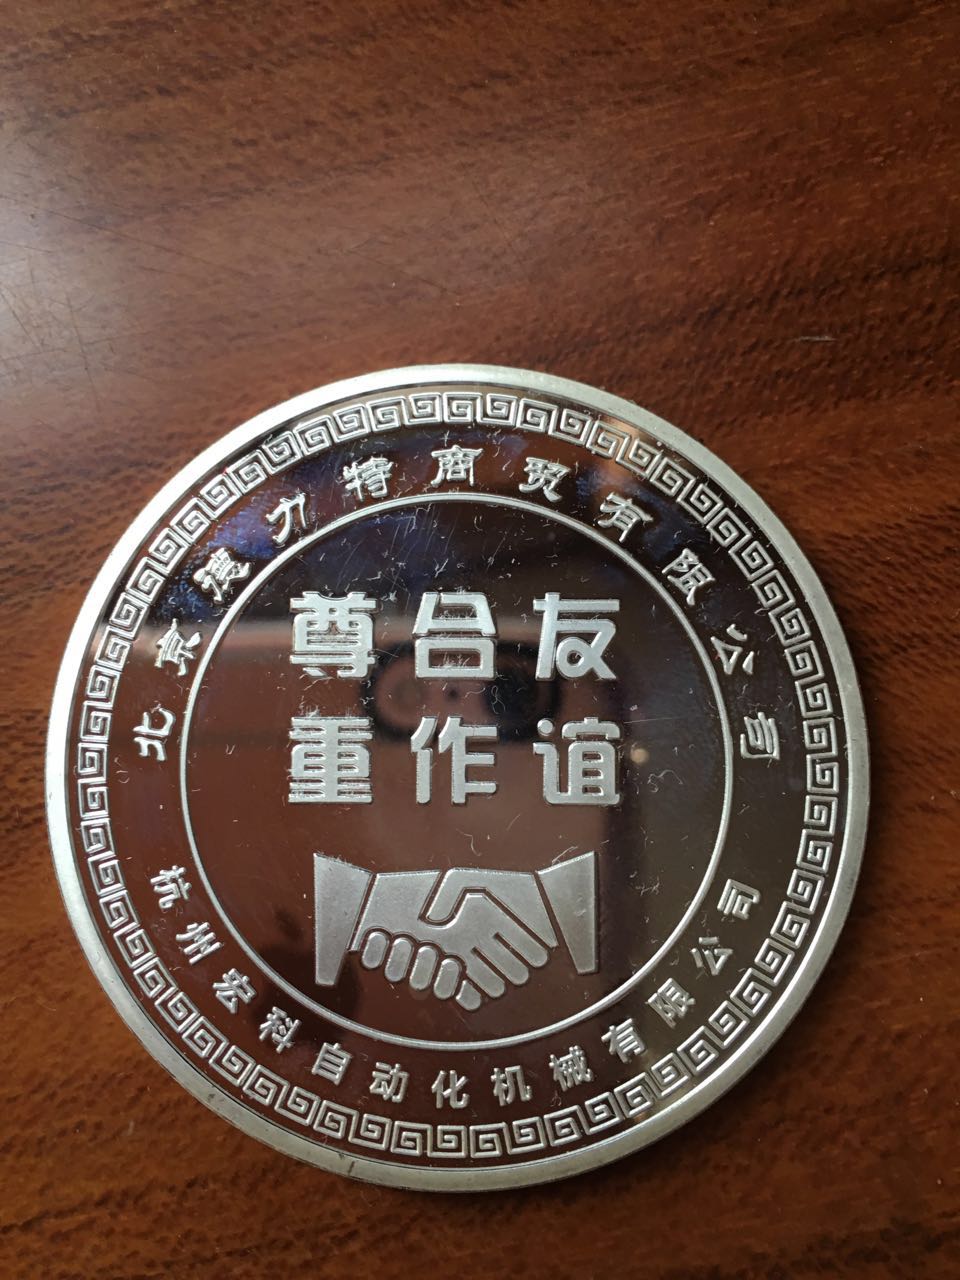 北京德力特商贸有限公司
尊合友
重作谊
杭州宏科自动化机械有限公司